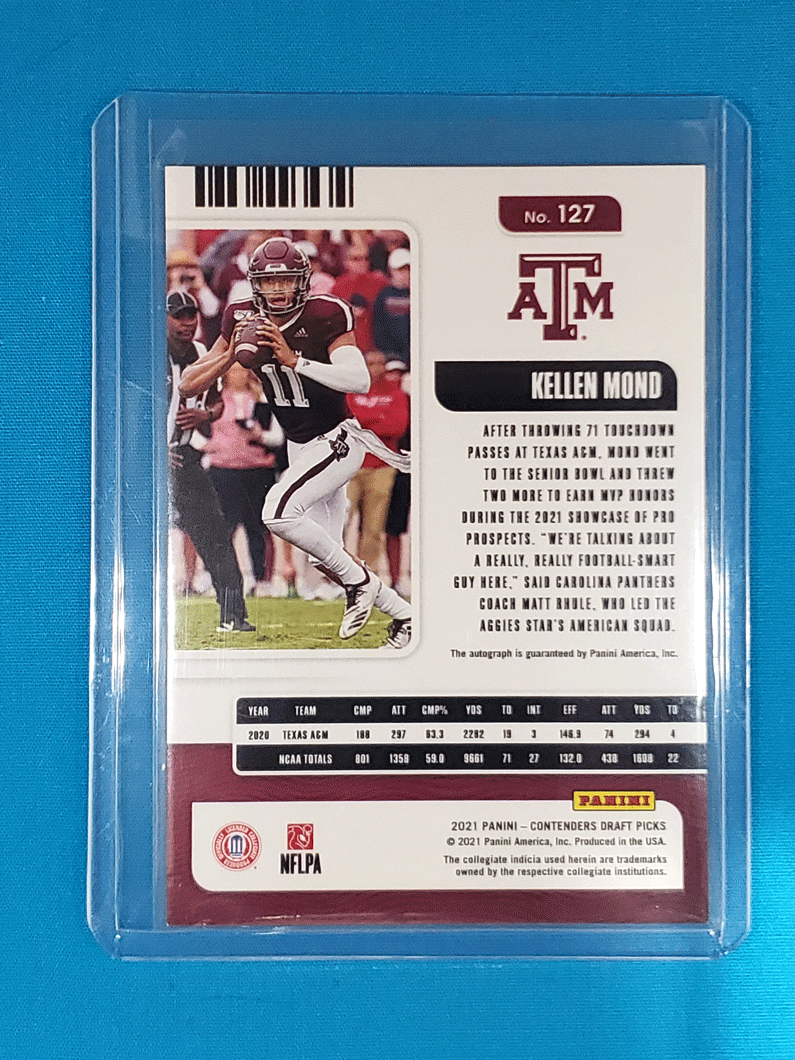 No. 127
ATM
KELLEN MOND
AFTER THROWING 71 TOUCHDOWN
PASSES AT TEXAS A&M, MOND WENT
TO THE SENIOR BOWL AND THREW
TWO MORE TO EARN MVP HONORS
DURING THE 2021 SHOWCASE OF PRO
PROSPECTS. “WE'RE TALKING ABOUT
A REALLY, REALLY FOOTBALL-SMART
GUY HERE,” SAID CAROLINA PANTHERS
COACH MATT RHULE, WHO LED THE
AGGIES STAR'S AMERICAN SQUAD.
The autograph is guaranteed by Panini America, Inc.
11
YEAR TEAM CMP ATT CMP% YDS TD INT EFF ATT YDS TD
2020 TEXAS A&M 188 297 63.3 2282 19 3 146.9 74 294 4
NCAA TOTALS 801 1358 59.0 9661 71 27 132.0 438 1608 22
PANINI
2021 PANINI – CONTENDERS DRAFT PICKS
© 2021 Panini America, Inc. Produced in the USA.
The collegiate indicia used herein are trademarks
owned by the respective collegiate institutions.
OFFICIALLY LICENSED COLLEGIATE PRODUCTS
NFLPA